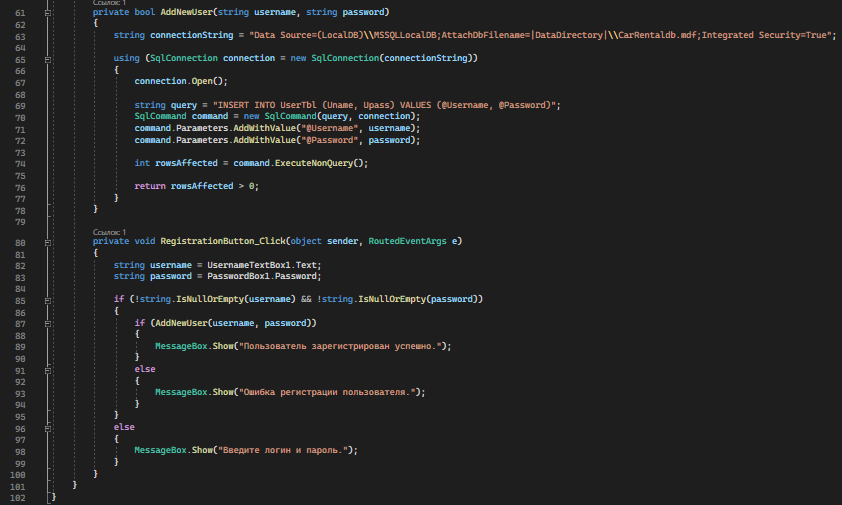 Ссылок: 1
61 private bool AddNewUser(string username, string password)
62 {
63 string connectionString = "Data Source=(LocalDB)\\MSSQLLocalDB;AttachDbFilename=|DataDirectory|\\CarRentaldb.mdf;Integrated Security=True";
64
65 using (SqlConnection connection = new SqlConnection(connectionString))
66 {
67 connection.Open();
68
69 string query = "INSERT INTO UserTbl (Uname, Upass) VALUES (@Username, @Password)";
70 SqlCommand command = new SqlCommand(query, connection);
71 command.Parameters.AddWithValue("@Username", username);
72 command.Parameters.AddWithValue("@Password", password);
73
74 int rowsAffected = command.ExecuteNonQuery();
75
76 return rowsAffected > 0;
77 }
78 }
79
Ссылок: 1
80 private void RegistrationButton_Click(object sender, RoutedEventArgs e)
81 {
82 string username = UsernameTextBox1.Text;
83 string password = PasswordBox1.Password;
84
85 if (!string.IsNullOrEmpty(username) && !string.IsNullOrEmpty(password))
86 {
87 if (AddNewUser(username, password))
88 {
89 MessageBox.Show("Пользователь зарегистрирован успешно.");
90 }
91 else
92 {
93 MessageBox.Show("Ошибка регистрации пользователя.");
94 }
95 }
96 else
97 {
98 MessageBox.Show("Введите логин и пароль.");
99 }
100 }
101 }
102 }